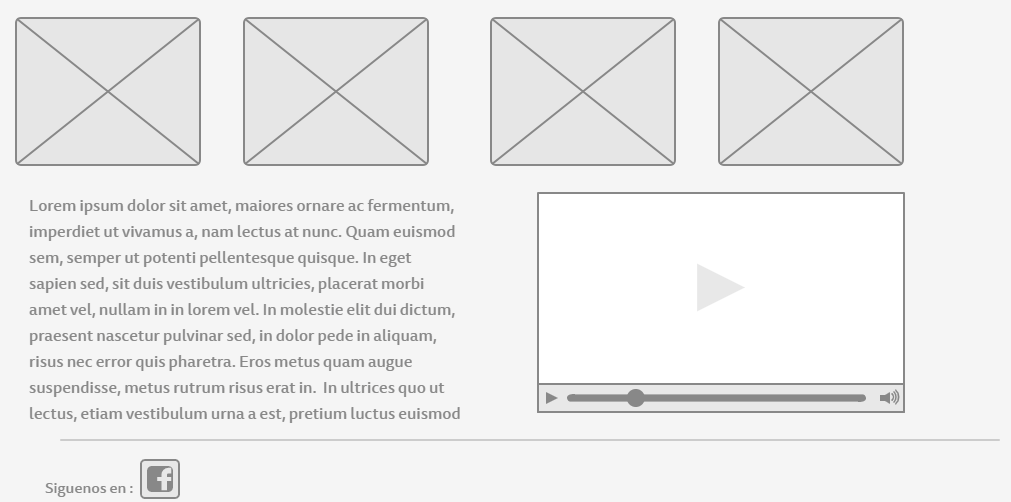 Lorem ipsum dolor sit amet, maiores ornare ac fermentum,
imperdiet ut vivamus a, nam lectus at nunc. Quam euismod
sem, semper ut potenti pellentesque quisque. In eget
sapien sed, sit duis vestibulum ultricies, placerat morbi
amet vel, nullam in in lorem vel. In molestie elit dui dictum,
praesent nascetur pulvinar sed, in dolor pede in aliquam,
risus nec error quis pharetra. Eros metus quam augue
suspendisse, metus rutrum risus erat in.  In ultrices quo ut
lectus, etiam vestibulum urna a est, pretium luctus euismod
Siguenos en :